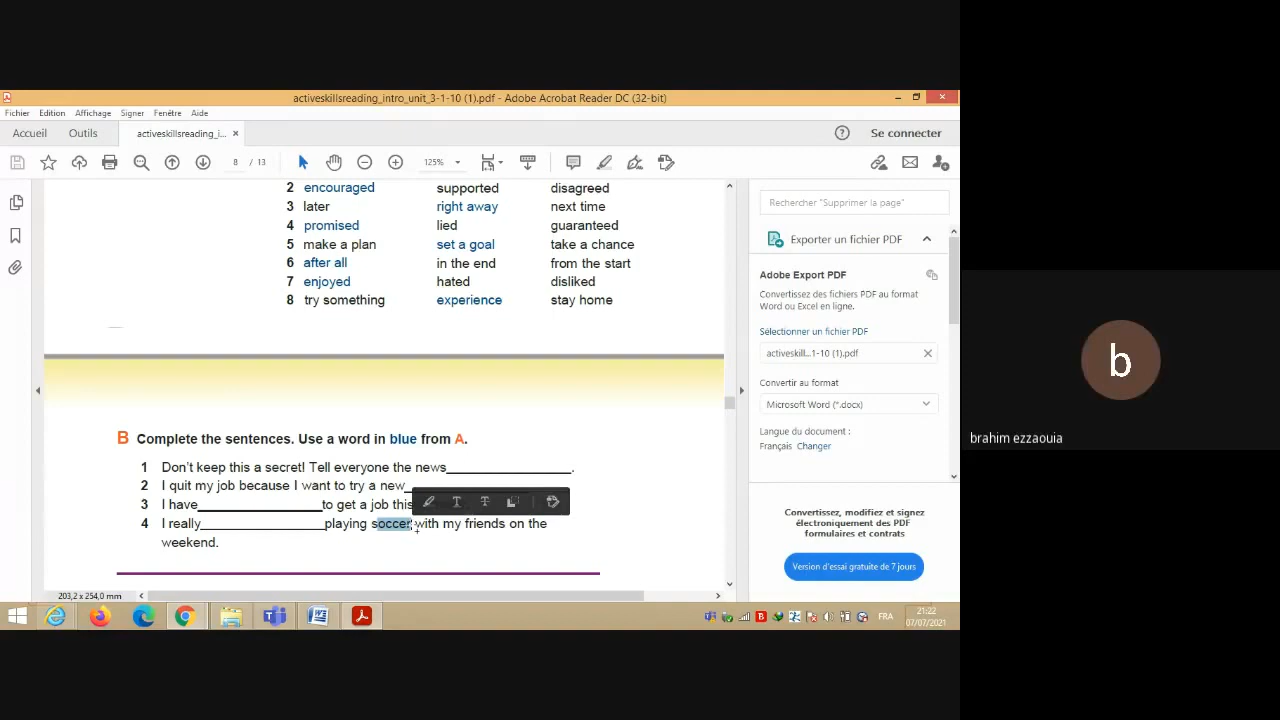 activeskillsreading_intro_unit_3-1-10 (1).pdf - Adobe Acrobat Reader DC (32-bit)
Fichier Edition Affichage Signer Fenêtre Aide
Accueil Outils activeskillsreading_i... × Se connecter
8 / 13 125%
2 encouraged supported disagreed
3 later right away next time
4 promised lied guaranteed
5 make a plan set a goal take a chance
6 after all in the end from the start
7 enjoyed hated disliked
8 try something experience stay home
B Complete the sentences. Use a word in blue from A.
1 Don't keep this a secret! Tell everyone the news____________.
2 I quit my job because I want to try a new_
3 I have____________to get a job this
4 I really____________playing soccer with my friends on the
weekend.
203,2 x 254,0 mm
Rechercher "Supprimer la page"
Exporter un fichier PDF
Adobe Export PDF
Convertissez des fichiers PDF au format
Word ou Excel en ligne.
Sélectionner un fichier PDF
activeskill...1-10 (1).pdf
Convertir au format
Microsoft Word (*.docx)
Langue du document :
Français Changer
Convertissez, modifiez et signez
électroniquement des PDF
formulaires et contrats
Version d'essai gratuite de 7 jours
FRA
21:22
07/07/2021
b
brahim ezzaouia